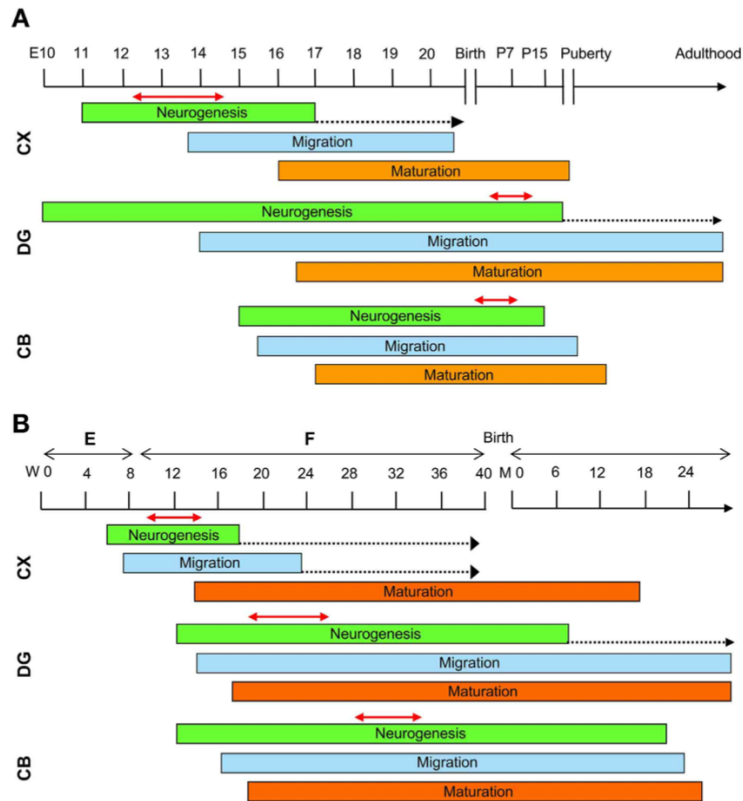 A
E10 11 12 13 14 15 16 17 18 19 20 Birth P7 P15 Puberty Adulthood
CX
Neurogenesis
Migration
Maturation
DG
Neurogenesis
Migration
Maturation
CB
Neurogenesis
Migration
Maturation
B
E F Birth
W 0 4 8 12 16 20 24 28 32 36 40 M 0 6 12 18 24
CX
Neurogenesis
Migration
Maturation
DG
Neurogenesis
Migration
Maturation
CB
Neurogenesis
Migration
Maturation